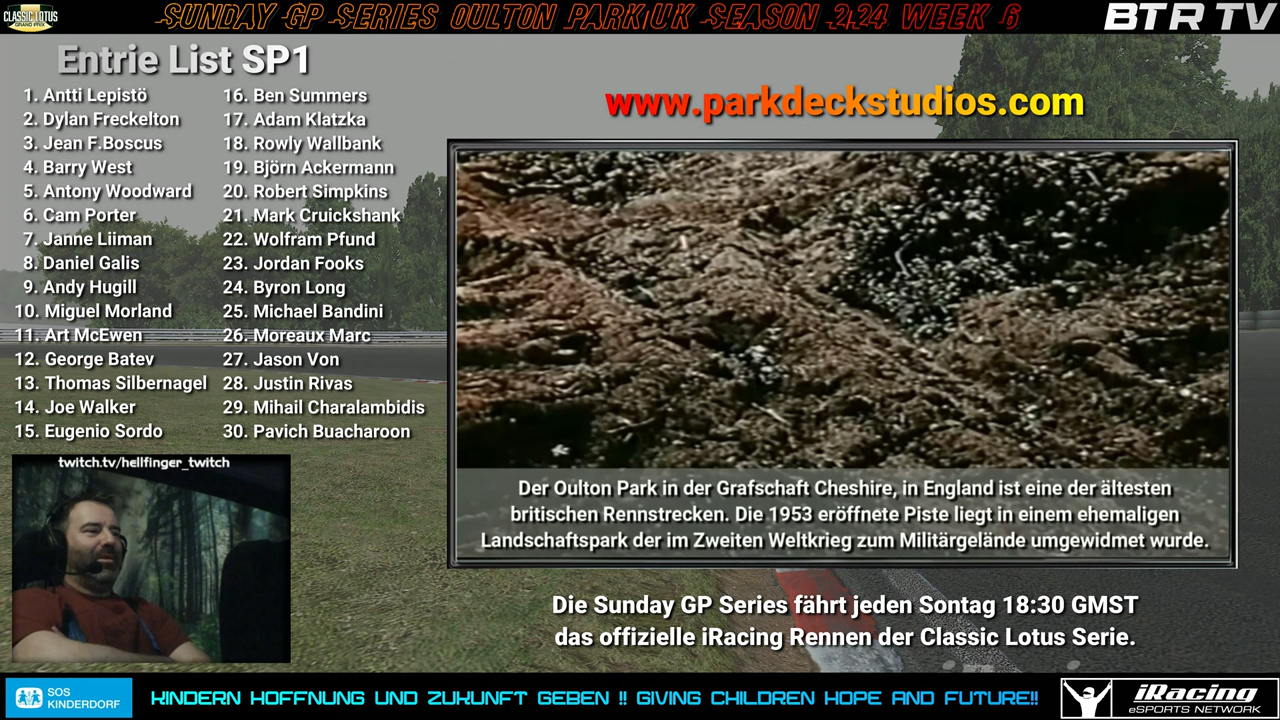 CLASSIC LOTUS
GRAND PRIX
SUNDAY GP SERIES OULTON PARK UK SEASON 2/24 WEEK 6
BTR TV
Entrie List SP1
1. Antti Lepistö
2. Dylan Freckelton
3. Jean F.Boscus
4. Barry West
5. Antony Woodward
6. Cam Porter
7. Janne Liiman
8. Daniel Galis
9. Andy Hugill
10. Miguel Morland
11. Art McEwen
12. George Batev
13. Thomas Silbernagel
14. Joe Walker
15. Eugenio Sordo
16. Ben Summers
17. Adam Klatzka
18. Rowly Wallbank
19. Björn Ackermann
20. Robert Simpkins
21. Mark Cruickshank
22. Wolfram Pfund
23. Jordan Fooks
24. Byron Long
25. Michael Bandini
26. Moreaux Marc
27. Jason Von
28. Justin Rivas
29. Mihail Charalambidis
30. Pavich Buacharoon
www.parkdeckstudios.com
Der Oulton Park in der Grafschaft Cheshire, in England ist eine der ältesten
britischen Rennstrecken. Die 1953 eröffnete Piste liegt in einem ehemaligen
Landschaftspark der im Zweiten Weltkrieg zum Militärgelände umgewidmet wurde.
twitch.tv/hellfinger_twitch
Die Sunday GP Series fährt jeden Sontag 18:30 GMST
das offizielle iRacing Rennen der Classic Lotus Serie.
SOS
KINDERDORF
KINDERN HOFFNUNG UND ZUKUNFT GEBEN !! GIVING CHILDREN HOPE AND FUTURE!!
iRacing
eSPORTS NETWORK